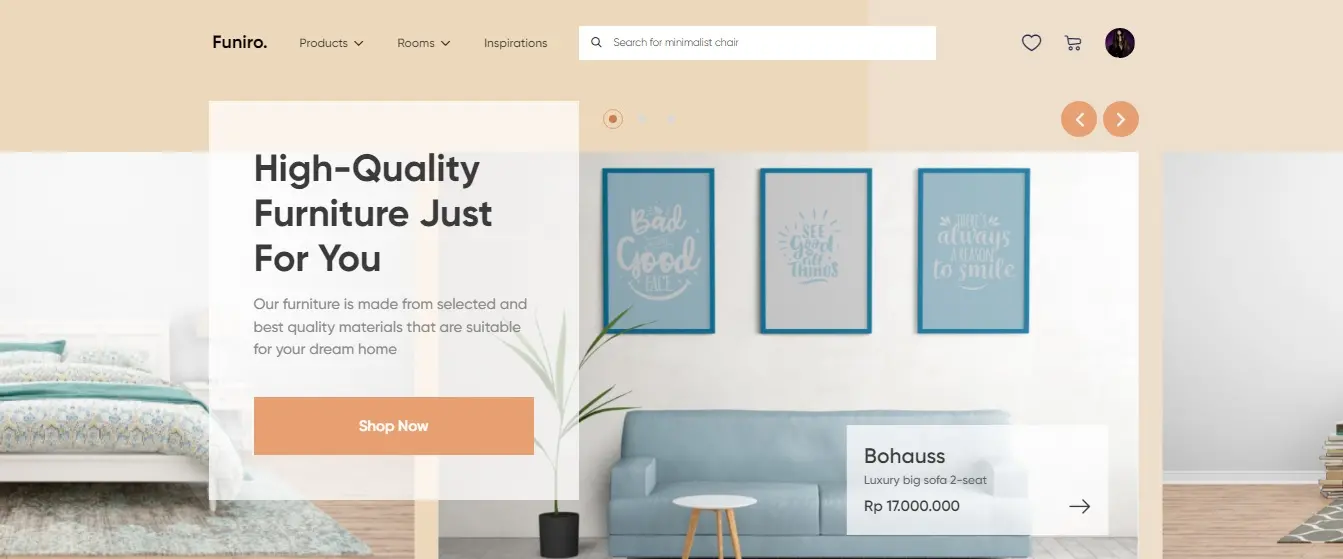 Funiro.
Products
Rooms
Inspirations
Search for minimalist chair
High-Quality
Furniture Just
For You
Our furniture is made from selected and
best quality materials that are suitable
for your dream home
Shop Now
Bad
Good
FACE
SEE
Good
in all
THINGS
THERE'S
always
A REASON
to smile
Bohauss
Luxury big sofa 2-seat
Rp 17.000.000